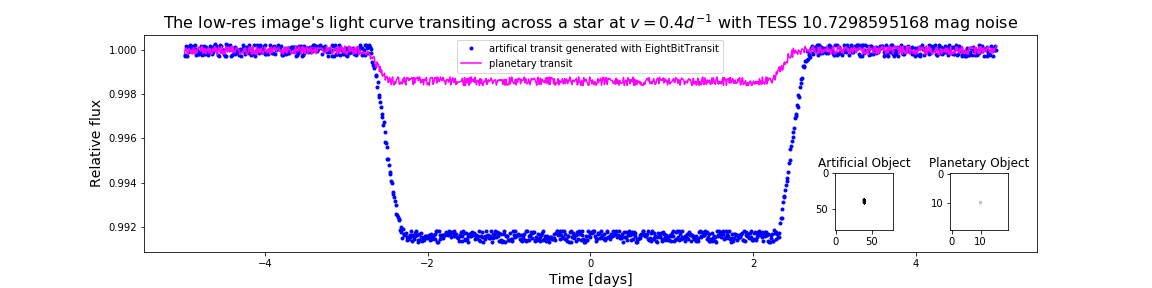 The low-res image's light curve transiting across a star at v = 0.4d⁻¹ with TESS 10.7298595168 mag noise
artifical transit generated with EightBitTransit
planetary transit
Relative flux
1.000
0.998
0.996
0.994
0.992
Artificial Object
0
50
0 50
Planetary Object
0
10
0 10
−4 −2 0 2 4
Time [days]